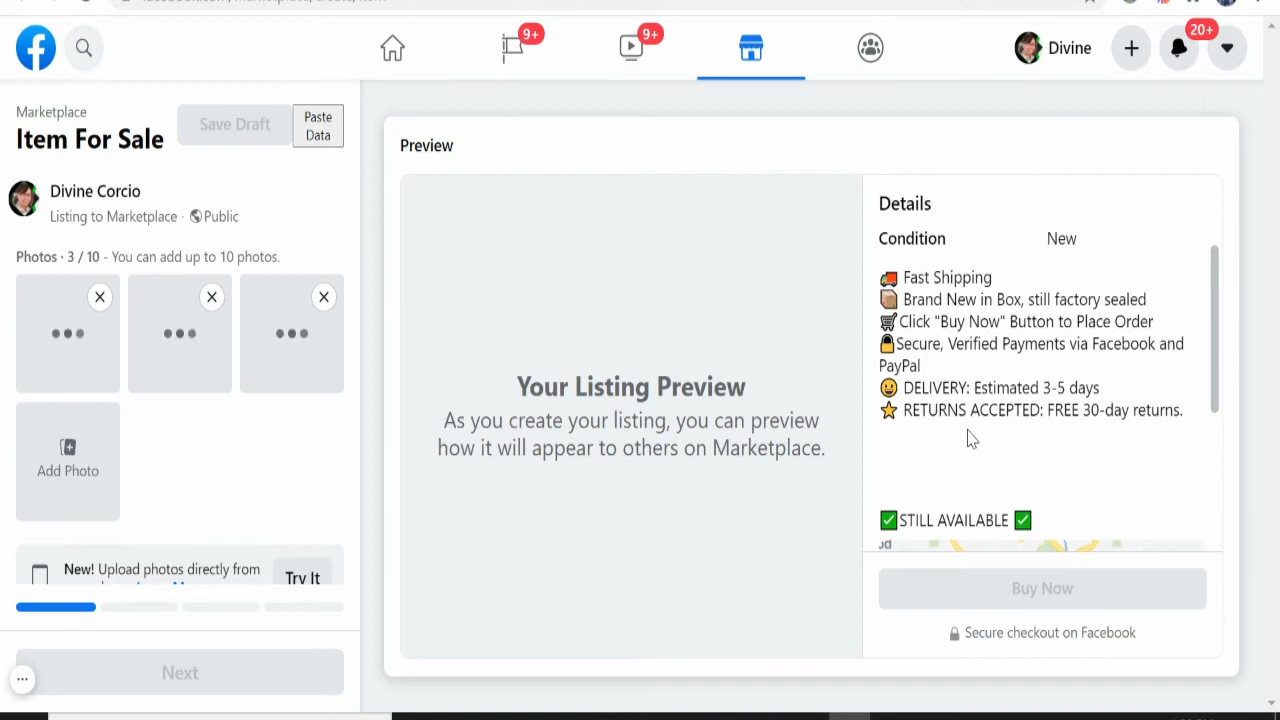 9+
9+
Divine
20+
Marketplace
Item For Sale
Save Draft
Paste
Data
Divine Corcio
Listing to Marketplace · Public
Photos · 3 / 10 - You can add up to 10 photos.
Add Photo
New! Upload photos directly from
Try It
Next
Preview
Your Listing Preview
As you create your listing, you can preview
how it will appear to others on Marketplace.
Details
Condition New
🚚 Fast Shipping
📦 Brand New in Box, still factory sealed
🛒Click "Buy Now" Button to Place Order
🔒Secure, Verified Payments via Facebook and
PayPal
😀 DELIVERY: Estimated 3-5 days
⭐ RETURNS ACCEPTED: FREE 30-day returns.
✅STILL AVAILABLE ✅
Buy Now
Secure checkout on Facebook